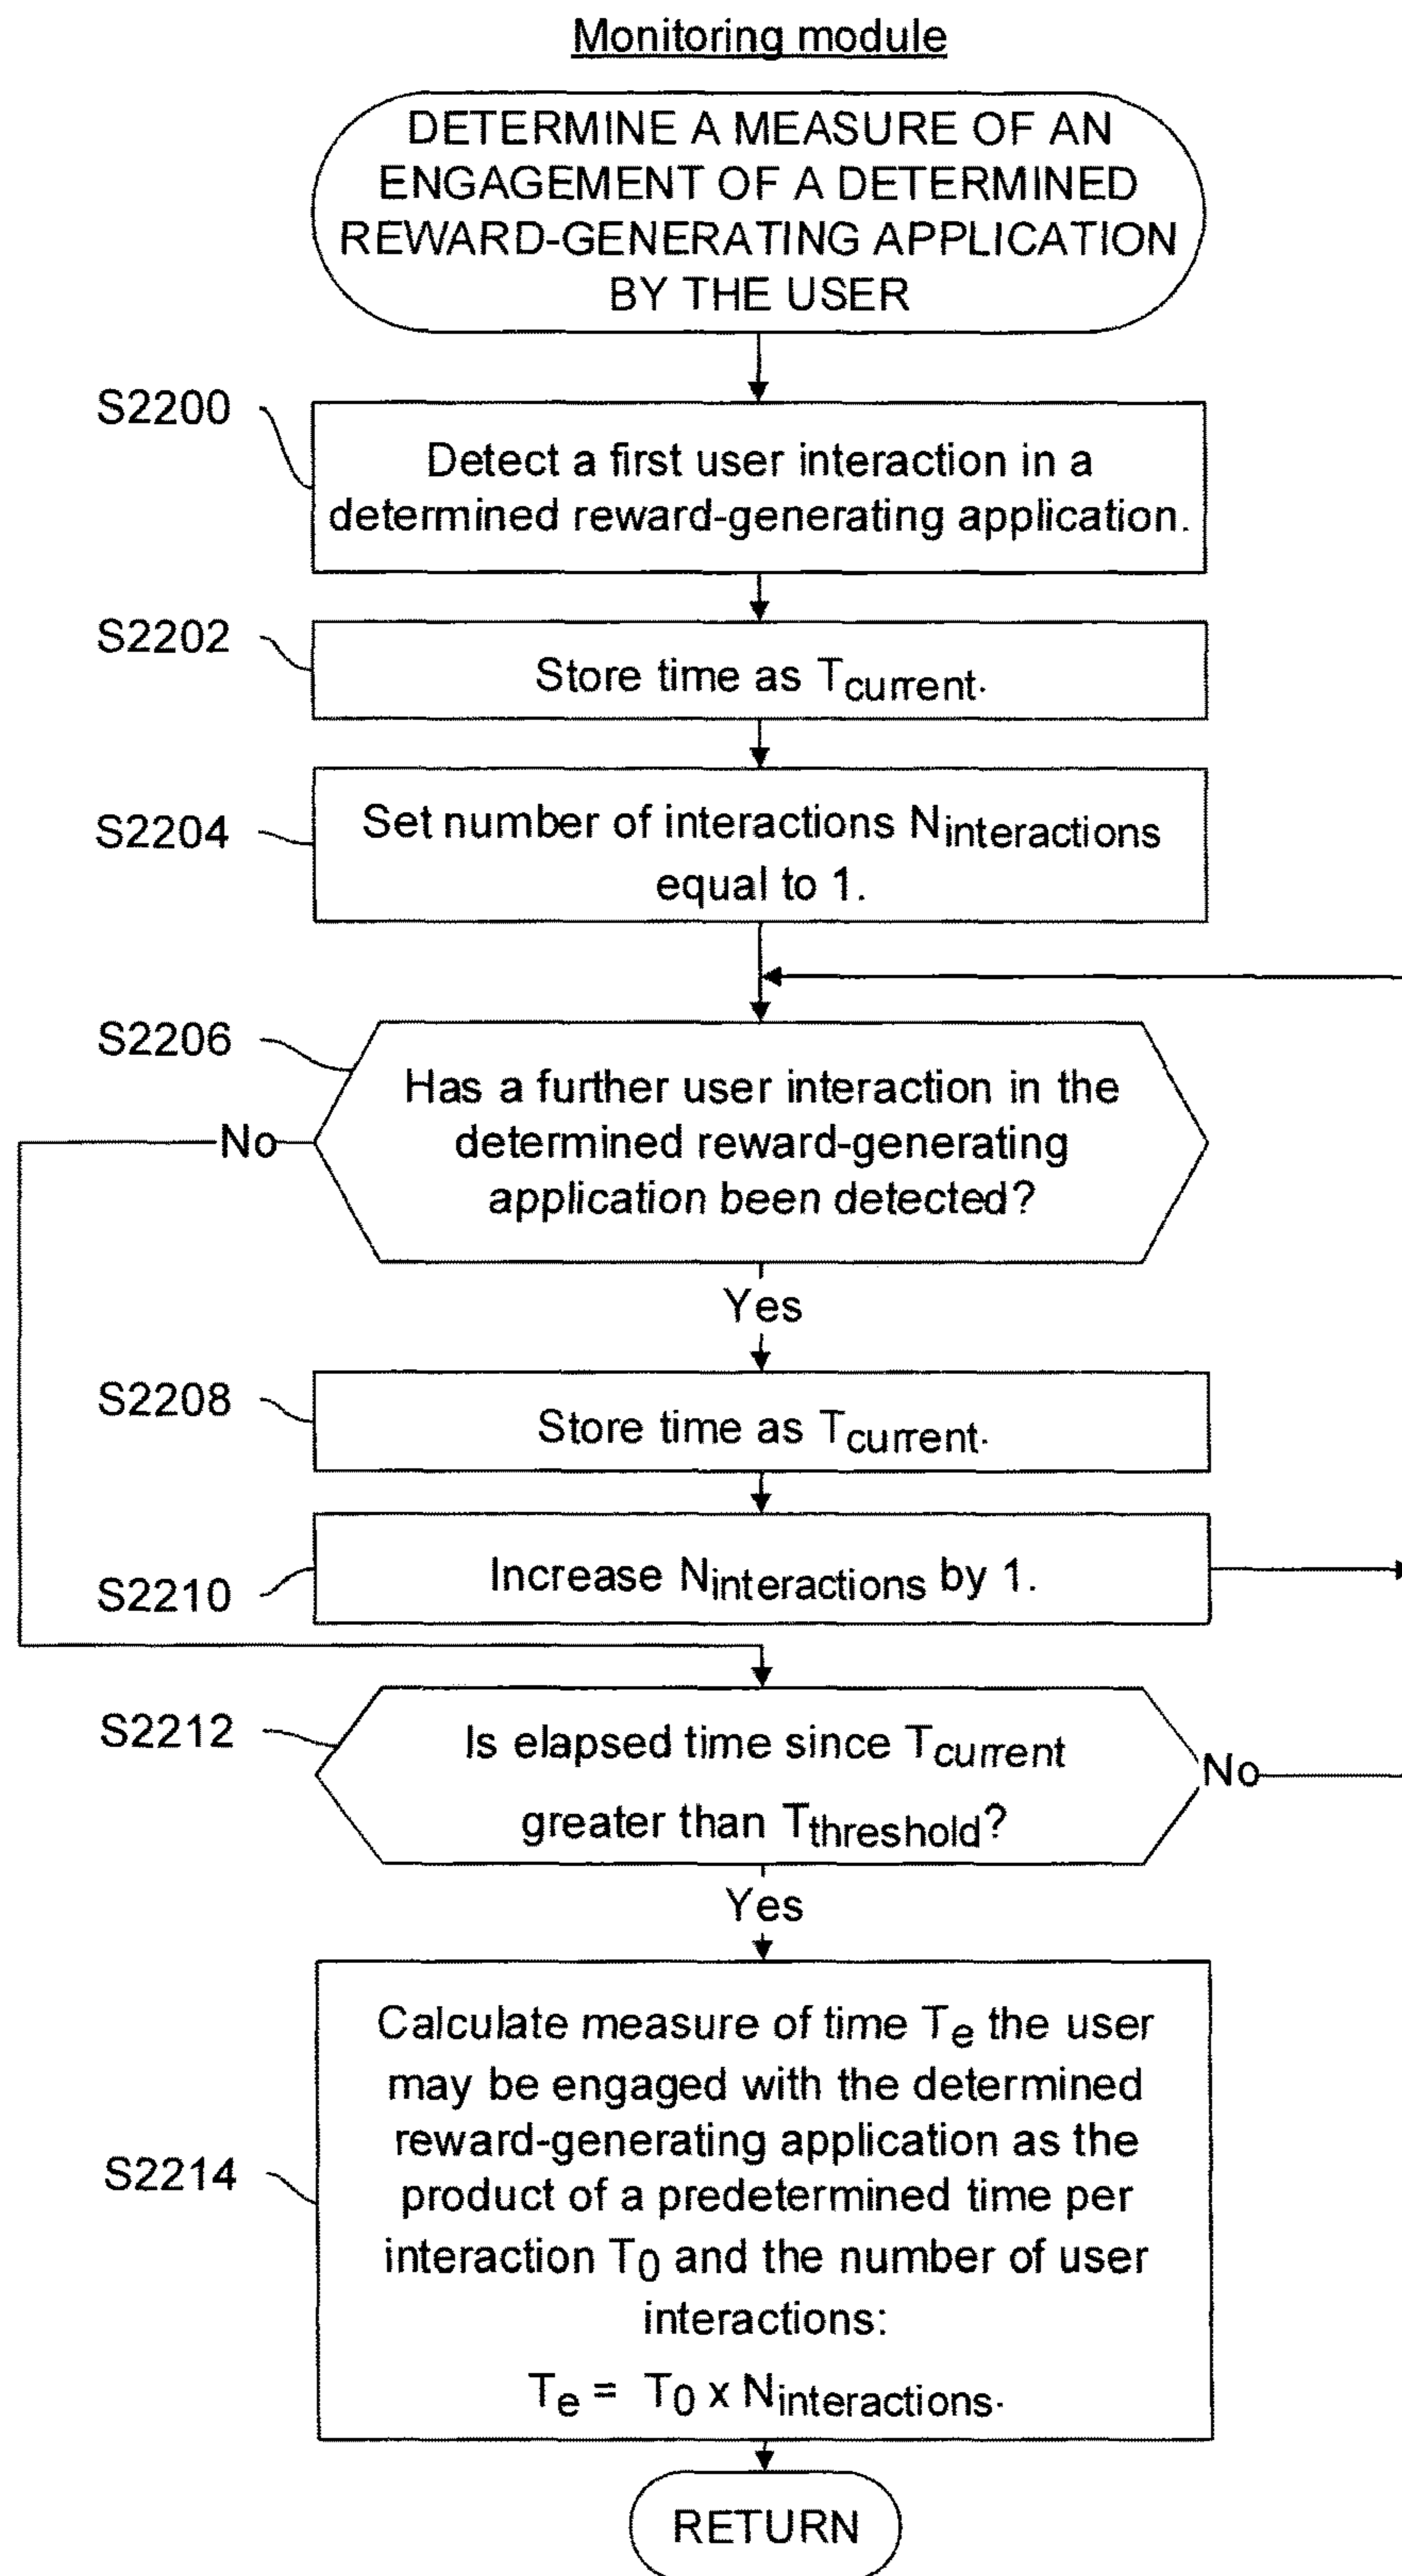 Monitoring module
DETERMINE A MEASURE OF AN
ENGAGEMENT OF A DETERMINED
REWARD-GENERATING APPLICATION
BY THE USER
S2200
Detect a first user interaction in a
determined reward-generating application.
S2202
Store time as Tcurrent.
S2204
Set number of interactions Ninteractions
equal to 1.
S2206
Has a further user interaction in the
determined reward-generating
application been detected?
No
Yes
S2208
Store time as Tcurrent.
S2210
Increase Ninteractions by 1.
S2212
Is elapsed time since Tcurrent
greater than Tthreshold?
No
Yes
S2214
Calculate measure of time Te the user
may be engaged with the determined
reward-generating application as the
product of a predetermined time per
interaction T0 and the number of user
interactions:
Te = T0 x Ninteractions.
RETURN